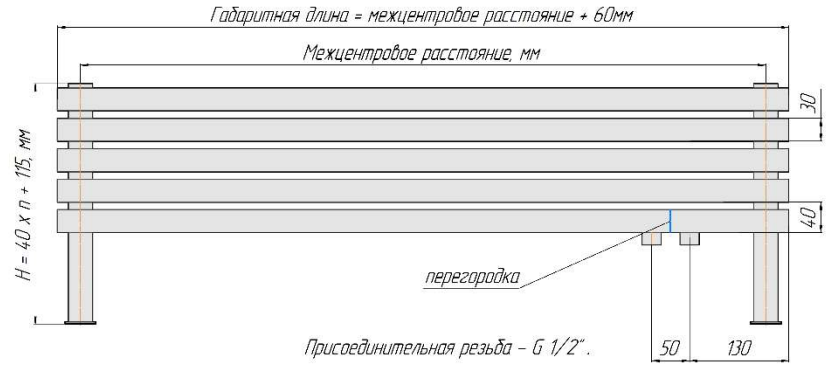 Габаритная длина = межцентровое расстояние + 60мм
Межцентровое расстояние, мм
30
H = 40 x n + 115, мм
40
перегородка
Присоединительная резьба - G 1/2".
50
130